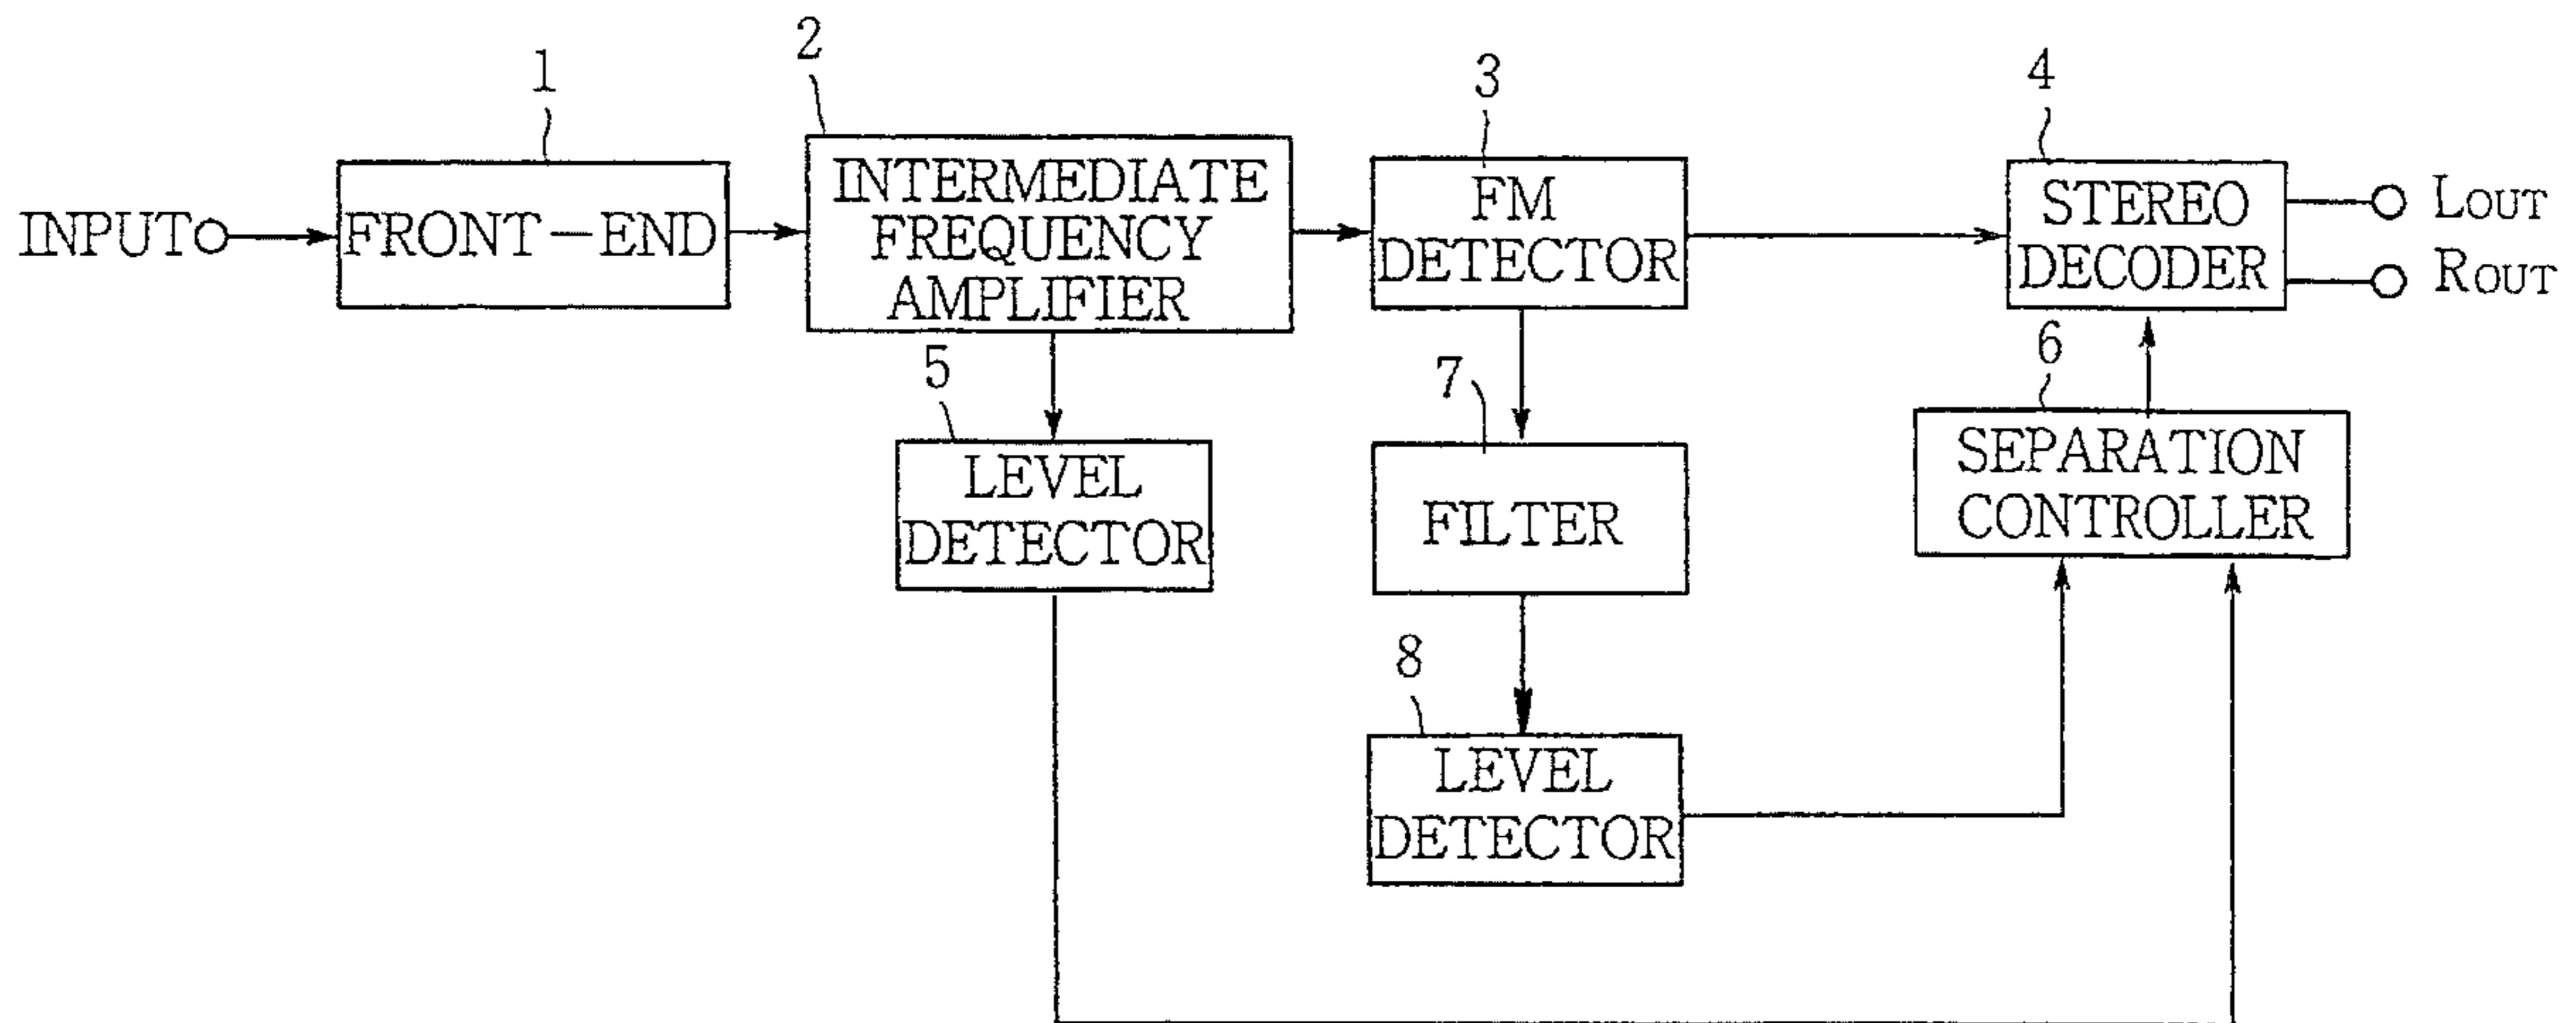 1
2
3
4
INPUT
FRONT-END
INTERMEDIATE
FREQUENCY
AMPLIFIER
FM
DETECTOR
STEREO
DECODER
LOUT
ROUT
5
LEVEL
DETECTOR
7
FILTER
6
SEPARATION
CONTROLLER
8
LEVEL
DETECTOR